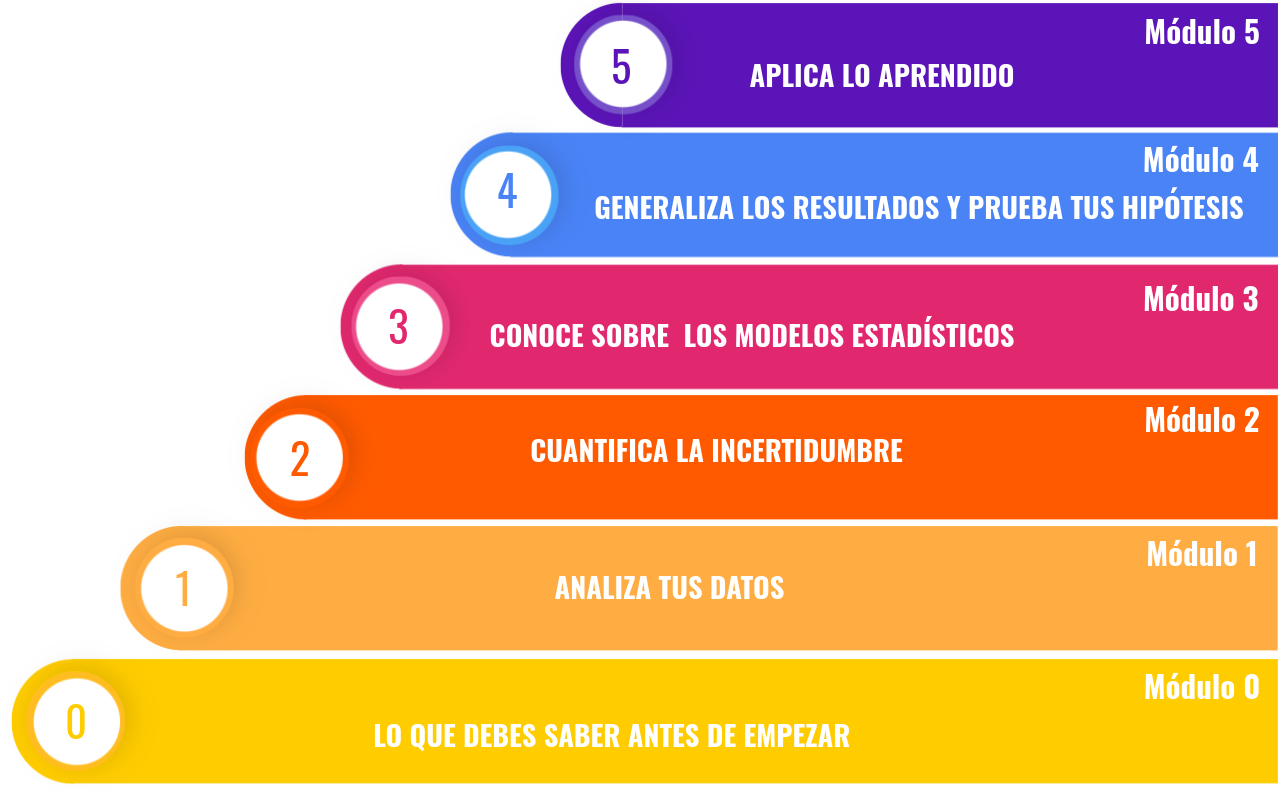 Módulo 5
5
APLICA LO APRENDIDO
Módulo 4
4
GENERALIZA LOS RESULTADOS Y PRUEBA TUS HIPÓTESIS
Módulo 3
3
CONOCE SOBRE  LOS MODELOS ESTADÍSTICOS
Módulo 2
2
CUANTIFICA LA INCERTIDUMBRE
Módulo 1
1
ANALIZA TUS DATOS
Módulo 0
0
LO QUE DEBES SABER ANTES DE EMPEZAR